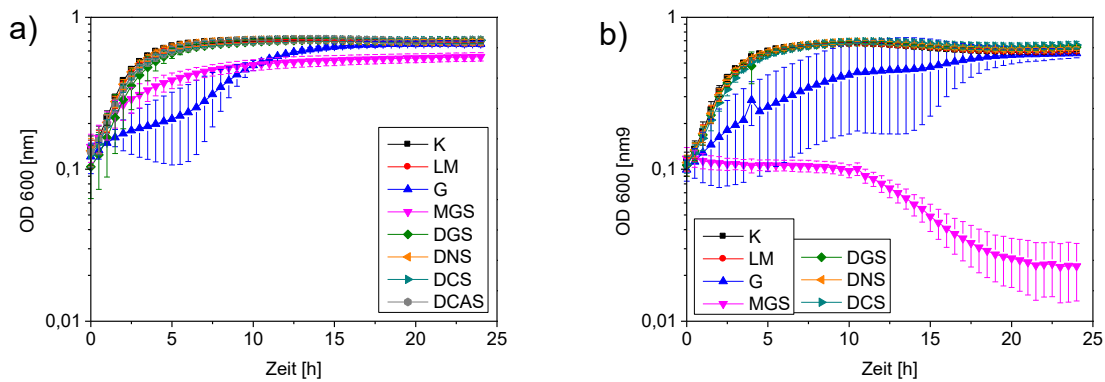 a)
1
0,1
0,01
OD 600 [nm]
0
5
10
15
20
25
Zeit [h]
K
LM
G
MGS
DGS
DNS
DCS
DCAS
b)
1
0,1
0,01
OD 600 [nm9
0
5
10
15
20
25
Zeit [h]
K
LM
G
MGS
DGS
DNS
DCS